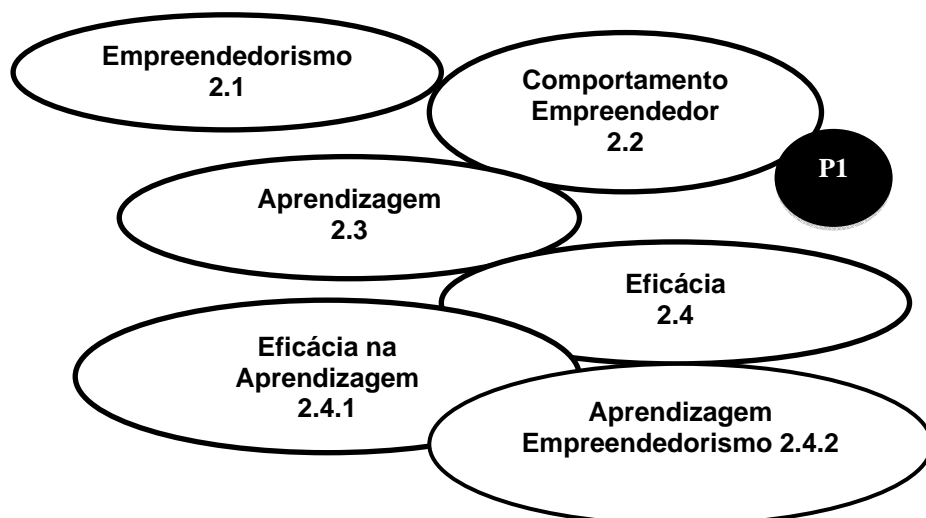 Empreendedorismo
2.1
Comportamento
Empreendedor
2.2
P1
Aprendizagem
2.3
Eficácia
2.4
Eficácia na
Aprendizagem
2.4.1
Aprendizagem
Empreendedorismo 2.4.2